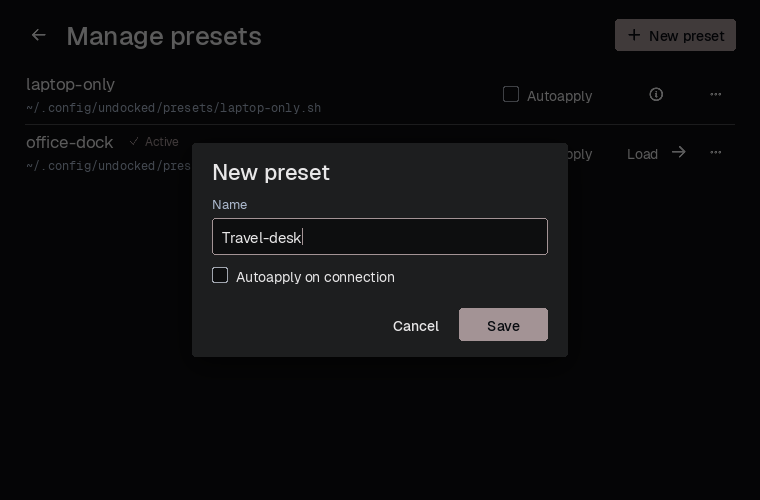 Manage presets
New preset
laptop-only
~/.config/undocked/presets/laptop-only.sh
Autoapply
office-dock
Active
~/.config/undocked/pres
pply
Load
New preset
Name
Travel-desk
Autoapply on connection
Cancel
Save